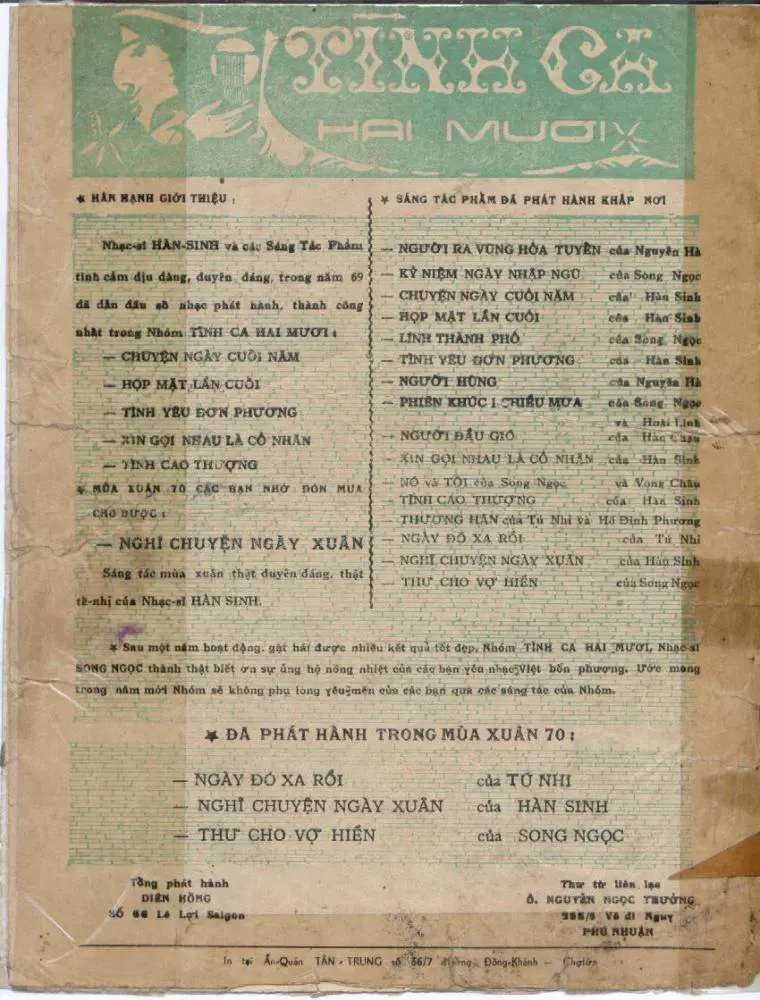 TÌNH CA
HAI MƯƠI
★ HÂN HẠNH GIỚI THIỆU :
Nhạc-sĩ HÀN-SINH và các Sáng Tác Phẩm
tình cảm dịu dàng, duyên dáng, trong năm 69
đã dẫn đầu số nhạc phát hành, thành công
nhất trong Nhóm TÌNH CA HAI MƯƠI :
— CHUYỆN NGÀY CUỐI NĂM
— HỌP MẶT LẦN CUỐI
— TÌNH YÊU ĐƠN PHƯƠNG
— XIN GỌI NHAU LÀ CỐ NHÂN
— TÌNH CAO THƯỢNG
★ MÙA XUÂN 70 CÁC BẠN NHỚ ĐÓN MUA
CHO ĐƯỢC :
— NGHĨ CHUYỆN NGÀY XUÂN
Sáng tác mùa xuân thật duyên dáng, thật
tế-nhị của Nhạc-sĩ HÀN SINH.
★ SÁNG TÁC PHẨM ĐÃ PHÁT HÀNH KHẮP NƠI
— NGƯỜI RA VÙNG HỎA TUYẾN của Nguyễn Hà
— KỶ NIỆM NGÀY NHẬP NGŨ của Song Ngọc
— CHUYỆN NGÀY CUỐI NĂM của Hàn Sinh
— HỌP MẶT LẦN CUỐI của Hàn Sinh
— LÍNH THÀNH PHỐ của Song Ngọc
— TÌNH YÊU ĐƠN PHƯƠNG của Hàn Sinh
— NGƯỜI HÙNG của Nguyễn Hà
— PHIÊN KHÚC 1 CHIỀU MƯA của Song Ngọc
và Hoài Linh
— NGƯỜI ĐẦU GIÓ của Hàn Châu
— XIN GỌI NHAU LÀ CỐ NHÂN của Hàn Sinh
— NÓ và TÔI của Song Ngọc và Vọng Châu
— TÌNH CAO THƯỢNG của Hàn Sinh
— THƯƠNG HẬN của Tú Nhi và Hồ Đình Phương
— NGÀY ĐÓ XA RỒI của Tú Nhi
— NGHĨ CHUYỆN NGÀY XUÂN của Hàn Sinh
— THƯ CHO VỢ HIỀN của Song Ngọc
★ Sau một năm hoạt động, gặt hái được nhiều kết quả tốt đẹp, Nhóm TÌNH CA HAI MƯƠI, Nhạc sĩ
SONG NGỌC thành thật biết ơn sự ủng hộ nồng nhiệt của các bạn yêu nhạc Việt bốn phương. Ước mong
trong năm mới Nhóm sẽ không phụ lòng yêu mến của các bạn qua các sáng tác của Nhóm.
★ ĐÃ PHÁT HÀNH TRONG MÙA XUÂN 70 :
— NGÀY ĐÓ XA RỒI của TÚ NHI
— NGHĨ CHUYỆN NGÀY XUÂN của HÀN SINH
— THƯ CHO VỢ HIỀN của SONG NGỌC
Tổng phát hành
DIÊN HỒNG
SỐ 66 Lê Lợi Saigon
Thư từ liên lạc
Ô. NGUYỄN NGỌC THƯỞNG
Võ di Nguy
PHÚ NHUẬN
In tại Ấn-Quán TÂN - TRUNG số 36/7 đường Đồng-Khánh — Chợlớn